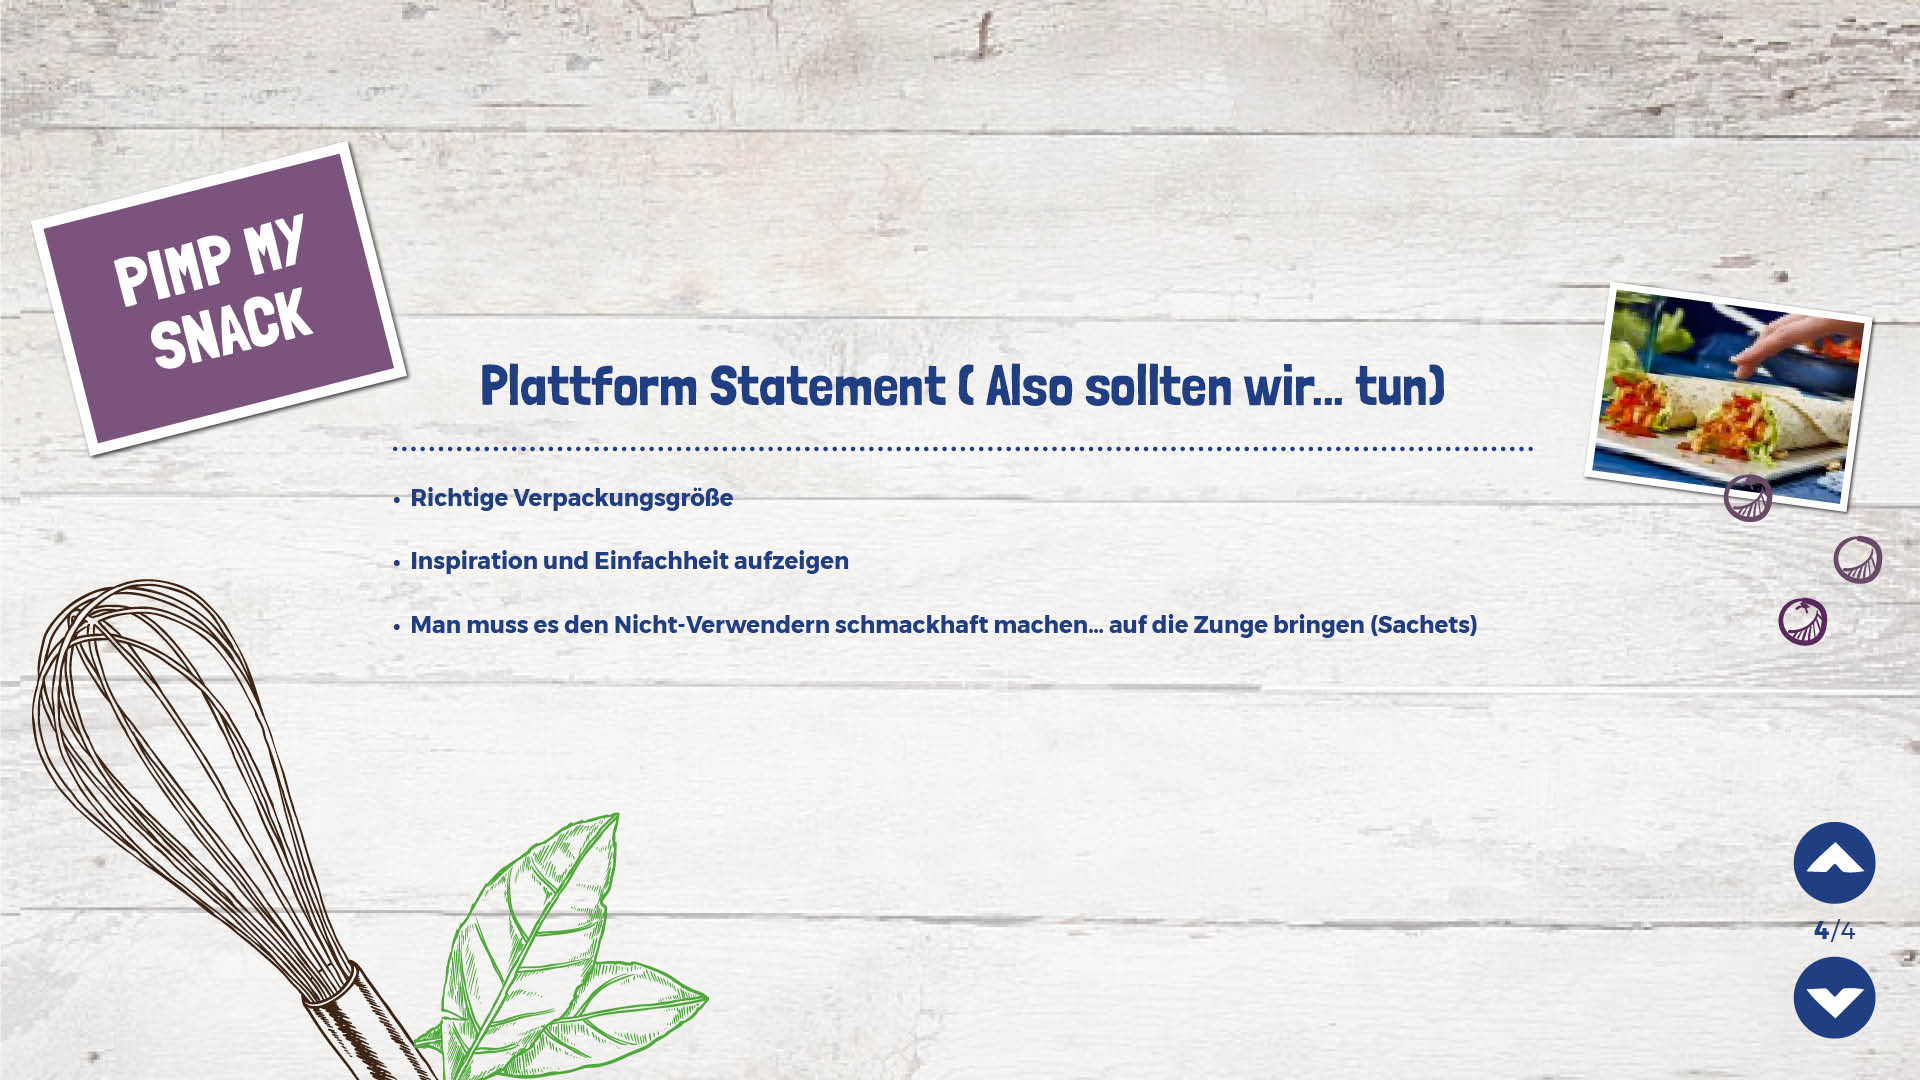 PIMP MY
SNACK
Plattform Statement ( Also sollten wir... tun)
• Richtige Verpackungsgröße
• Inspiration und Einfachheit aufzeigen
• Man muss es den Nicht-Verwendern schmackhaft machen... auf die Zunge bringen (Sachets)
4/4